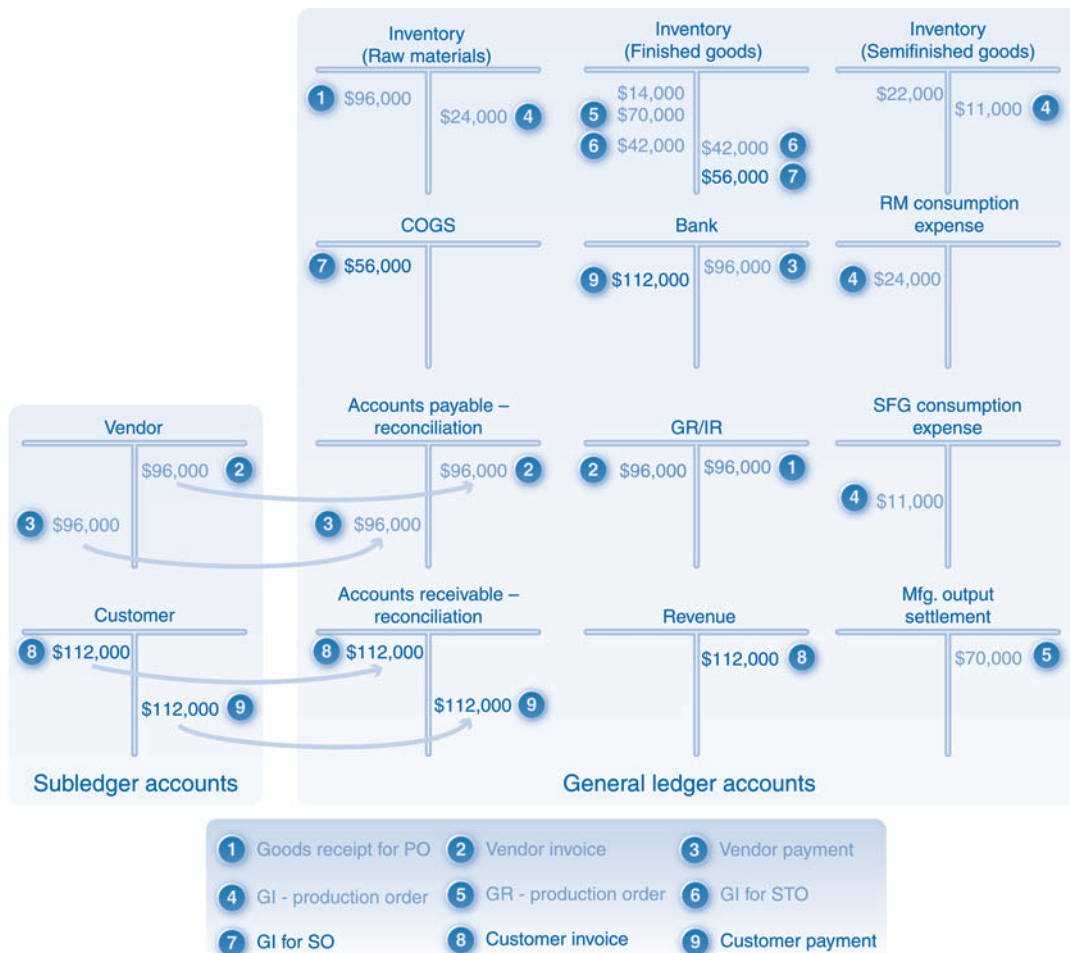 Inventory
(Raw materials)
Inventory
(Finished goods)
Inventory
(Semifinished goods)
1 $96,000
$24,000 4
$14,000
5 $70,000
6 $42,000
$42,000 6
$56,000 7
$22,000
$11,000 4
COGS
7 $56,000
Bank
9 $112,000
$96,000 3
RM consumption
expense
4 $24,000
Vendor
$96,000 2
3 $96,000
Accounts payable –
reconciliation
$96,000 2
3 $96,000
GR/IR
2 $96,000
$96,000 1
SFG consumption
expense
4 $11,000
Customer
8 $112,000
$112,000 9
Accounts receivable –
reconciliation
8 $112,000
$112,000 9
Revenue
$112,000 8
Mfg. output
settlement
$70,000 5
Subledger accounts
General ledger accounts
1 Goods receipt for PO
2 Vendor invoice
3 Vendor payment
4 GI - production order
5 GR - production order
6 GI for STO
7 GI for SO
8 Customer invoice
9 Customer payment